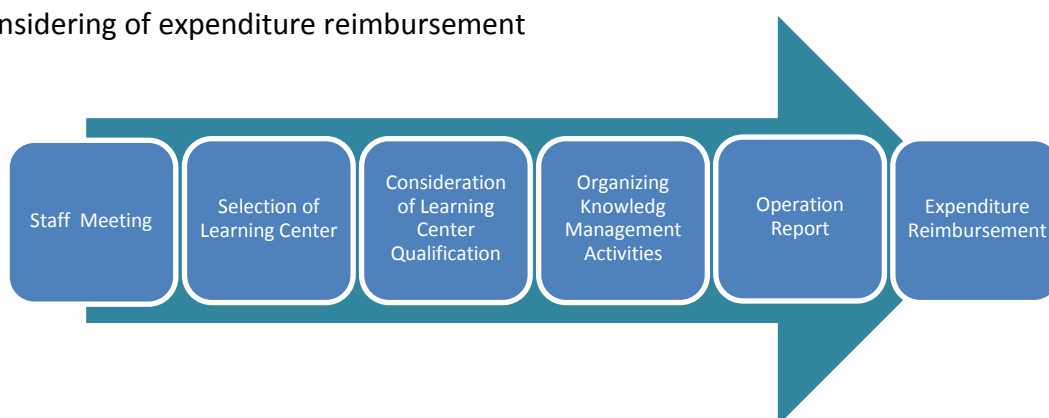 nsidering of expenditure reimbursement
Staff Meeting
Selection of
Learning Center
Consideration
of Learning
Center
Qualification
Organizing
Knowledg
Management
Activities
Operation
Report
Expenditure
Reimbursement